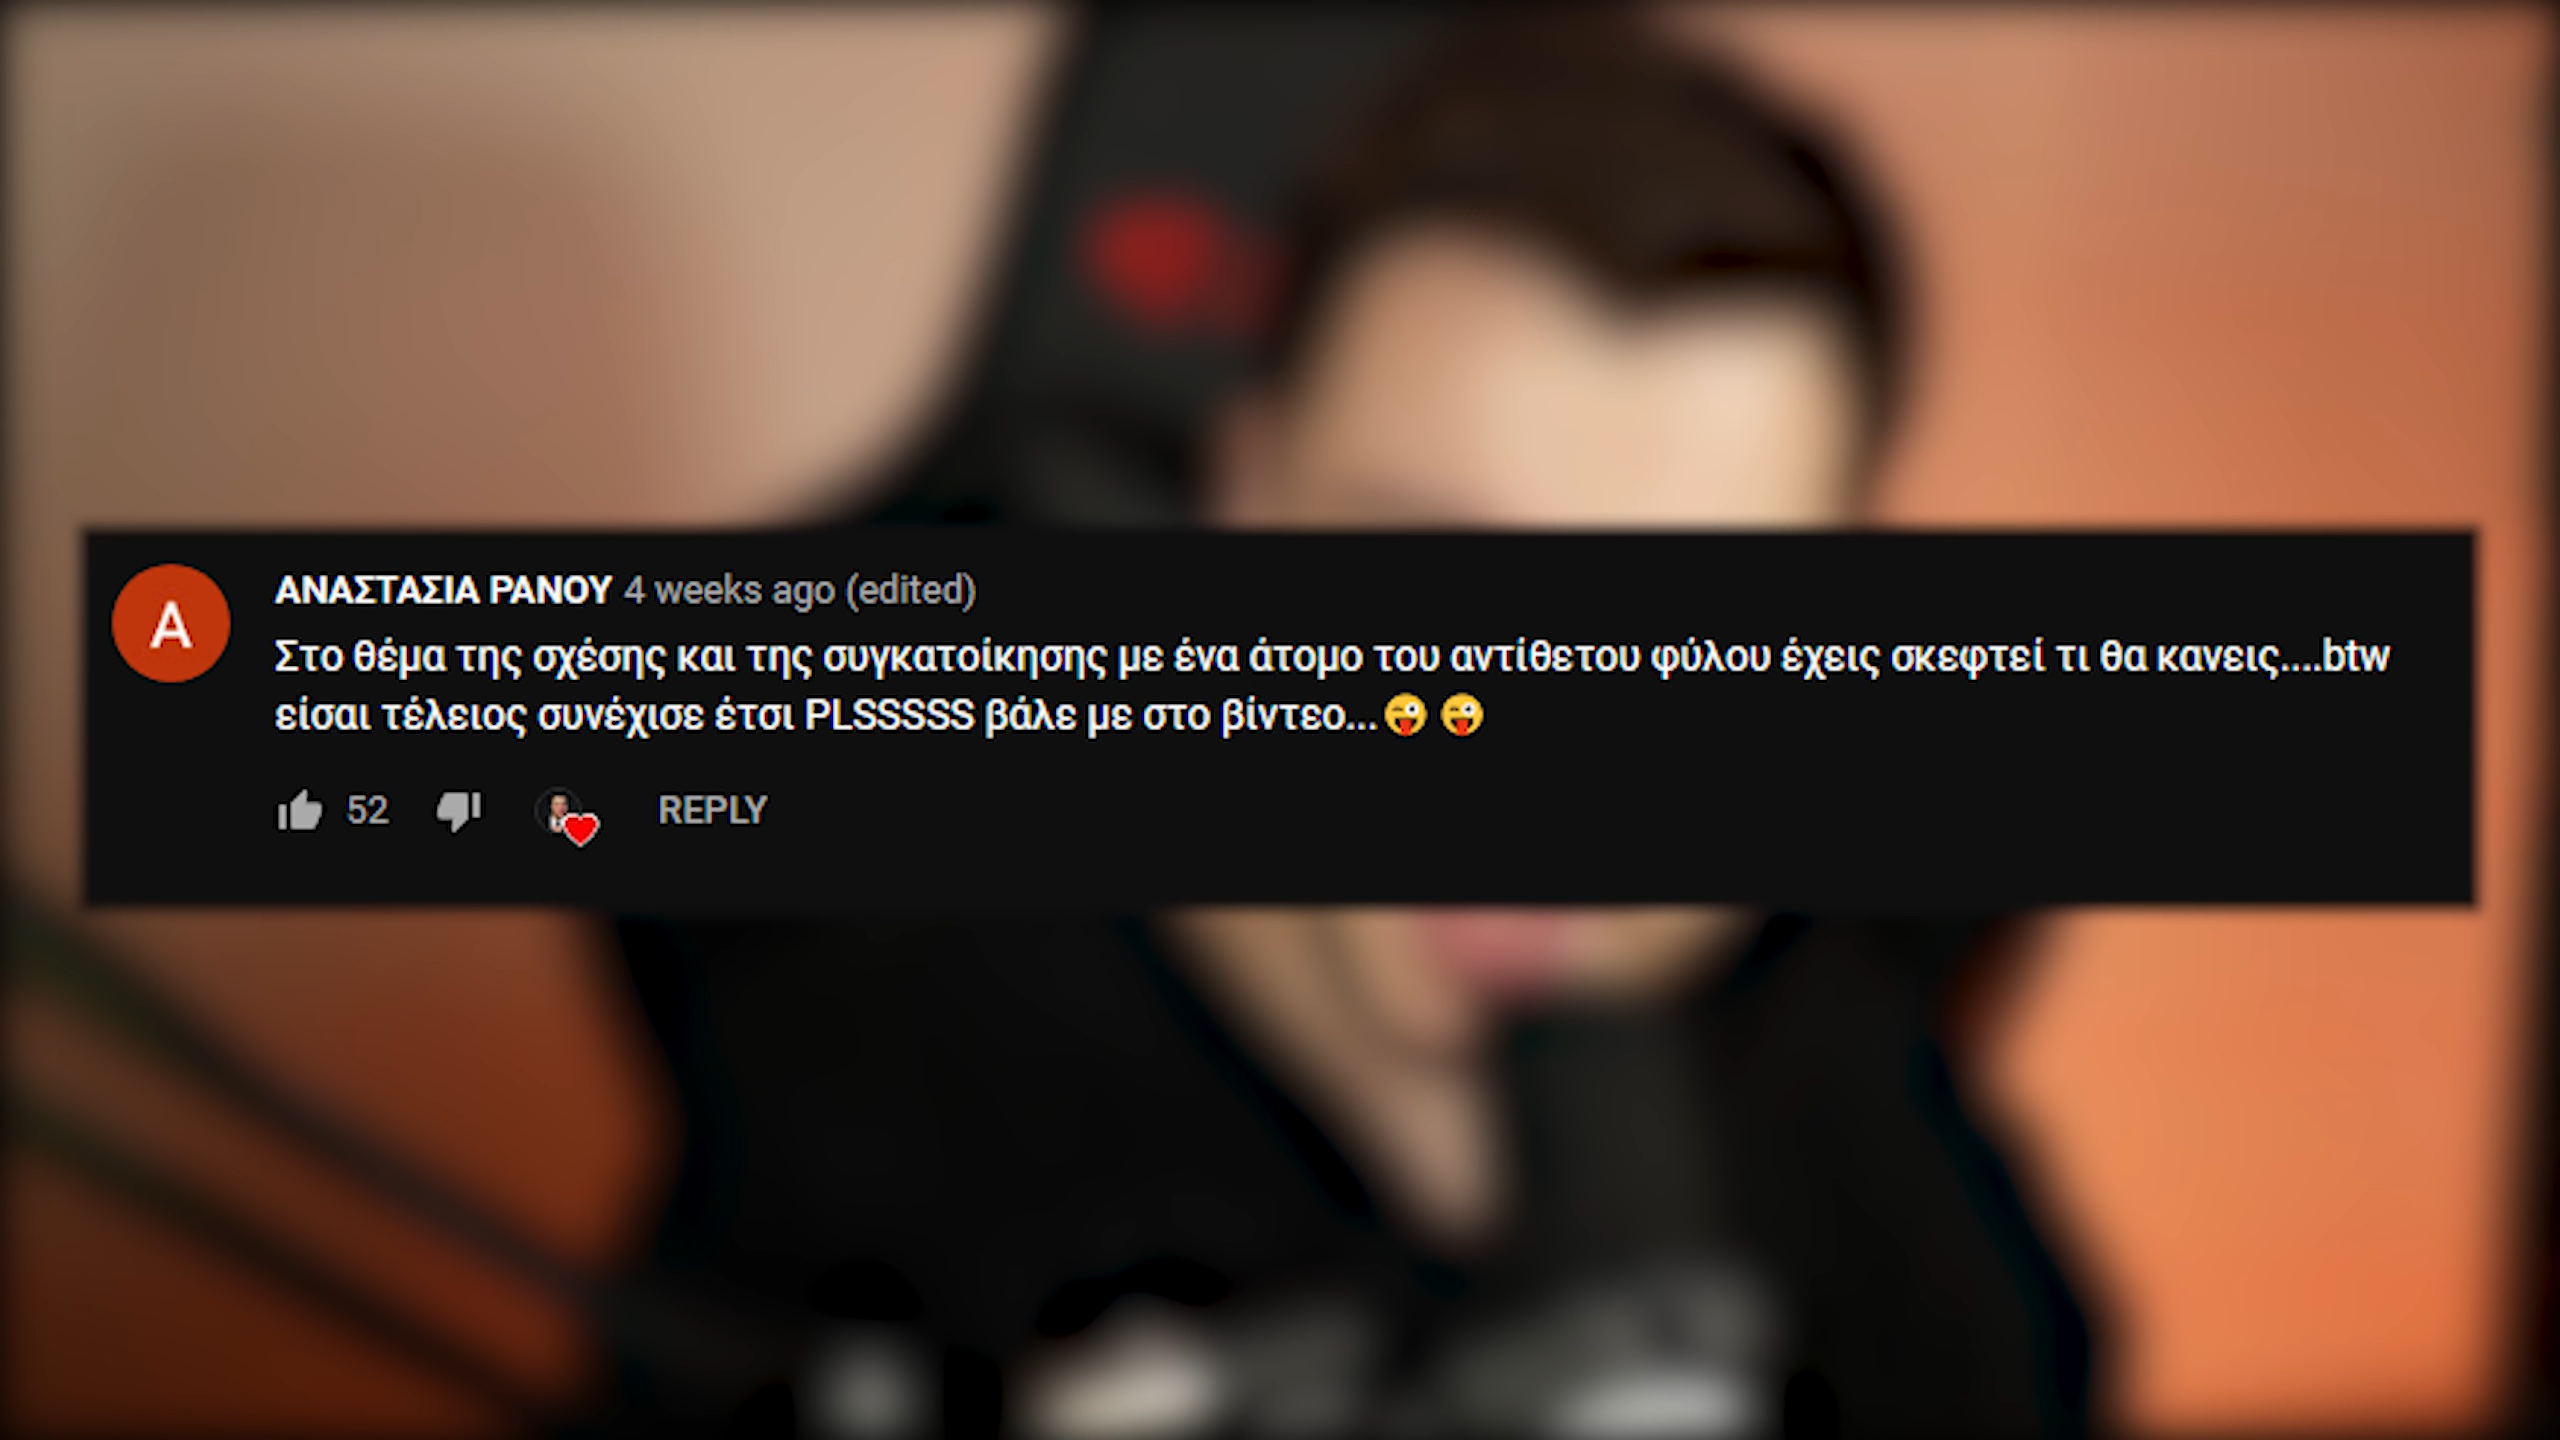 A
ΑΝΑΣΤΑΣΙΑ ΡΑΝΟΥ 4 weeks ago (edited)
Στο θέμα της σχέσης και της συγκατοίκησης με ένα άτομο του αντίθετου φύλου έχεις σκεφτεί τι θα κανεις....btw
είσαι τέλειος συνέχισε έτσι PLSSSSS βάλε με στο βίντεο...😜 😜
52 REPLY